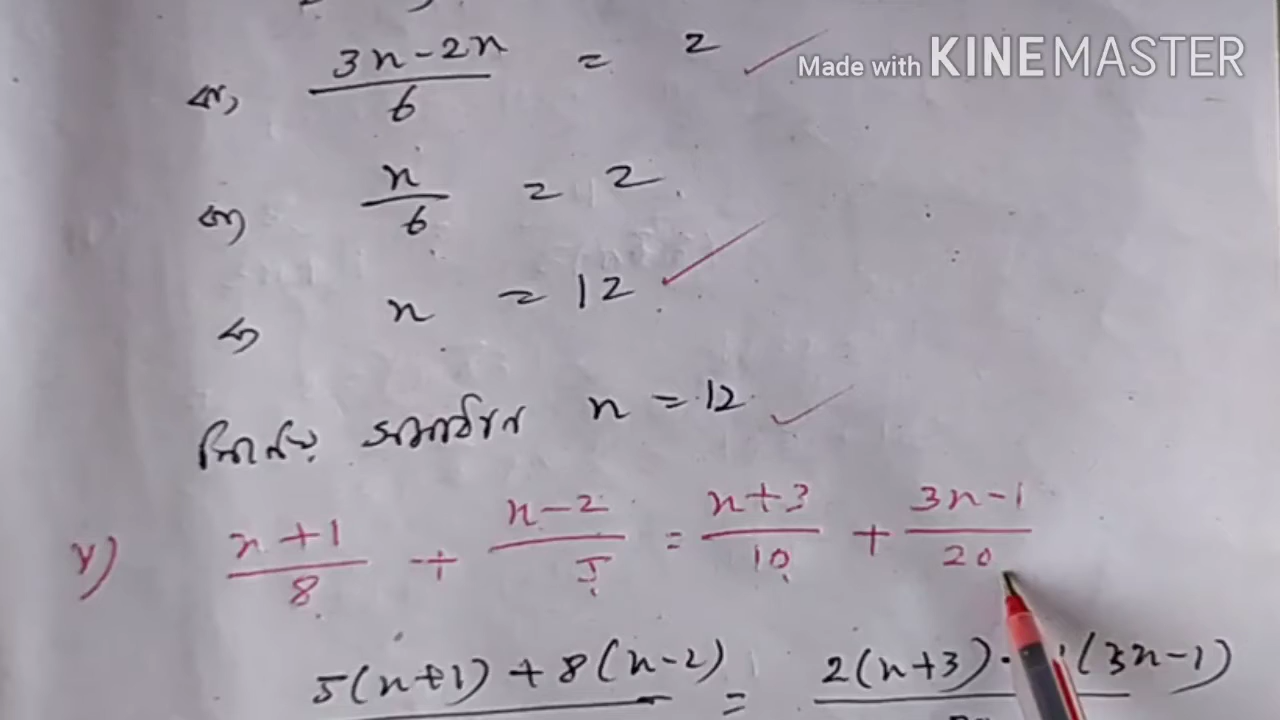 বা, 3x-2x/6 = 2
Made with KINEMASTER
বা, x/6 = 2
বা x = 12
নির্ণেয় সমাধান x = 12
v) x+1/8 + x-2/5 = x+3/10 + 3x-1/20
5(x+1) + 8(x-2) = 2(x+3) (3x-1)